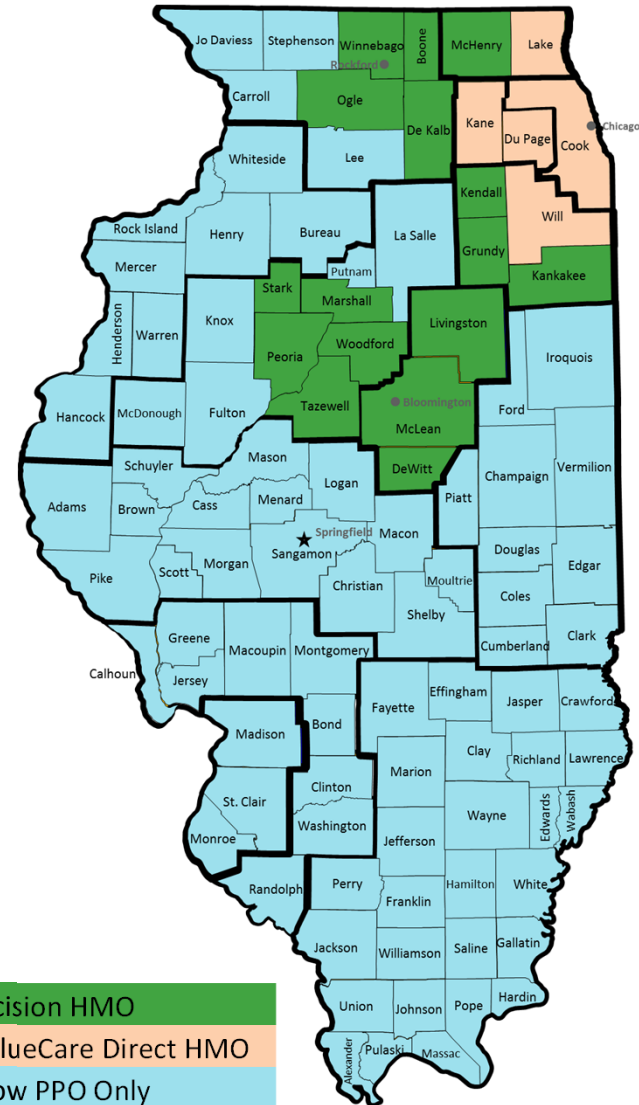 Jo Daviess
Stephenson
Winnebago
Boone
McHenry
Lake
Rockford
Carroll
Ogle
De Kalb
Kane
Du Page
Cook
Chicago
Whiteside
Lee
Kendall
Will
Rock Island
Henry
Bureau
La Salle
Grundy
Mercer
Putnam
Kankakee
Stark
Marshall
Henderson
Warren
Knox
Peoria
Woodford
Livingston
Iroquois
Hancock
McDonough
Fulton
Tazewell
Bloomington
McLean
Ford
Mason
DeWitt
Schuyler
Logan
Champaign
Vermilion
Adams
Brown
Cass
Menard
Piatt
Springfield
Sangamon
Macon
Douglas
Edgar
Pike
Scott
Morgan
Christian
Moultrie
Coles
Shelby
Greene
Macoupin
Montgomery
Cumberland
Clark
Calhoun
Jersey
Fayette
Effingham
Jasper
Crawford
Madison
Bond
Clay
Richland
Lawrence
Marion
Clinton
St. Clair
Washington
Wayne
Edwards
Wabash
Monroe
Jefferson
Randolph
Perry
Hamilton
White
Franklin
Jackson
Williamson
Saline
Gallatin
Union
Johnson
Pope
Hardin
Alexander
Pulaski
Massac
cision HMO
lueCare Direct HMO
ow PPO Only